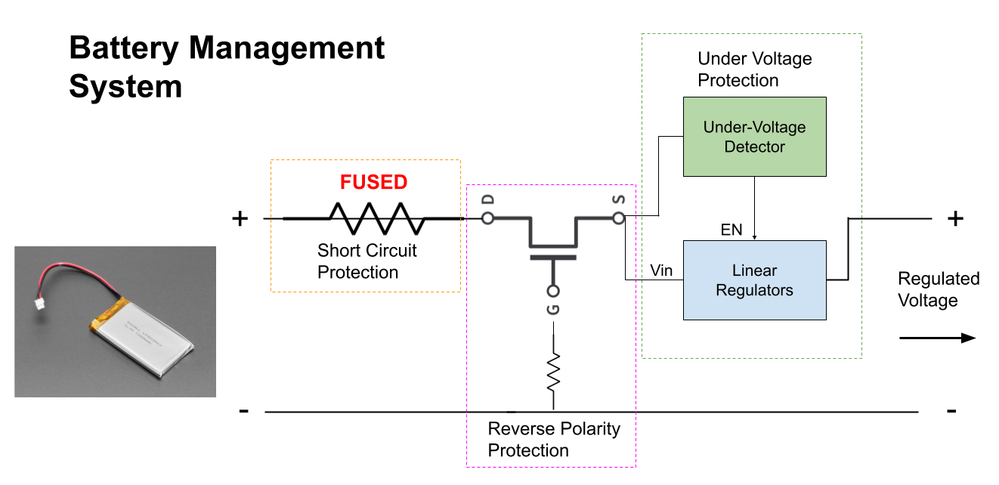 Battery Management
System
Under Voltage
Protection
Under-Voltage
Detector
FUSED
D
S
+
+
Short Circuit
Protection
EN
Vin
Linear
Regulators
G
Regulated
Voltage
-
-
Reverse Polarity
Protection